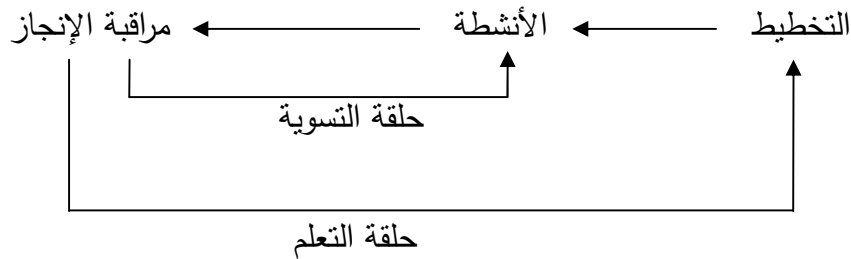 التخطيط الأنشطة مراقبة الإنجاز
حلقة التسوية
حلقة التعلم